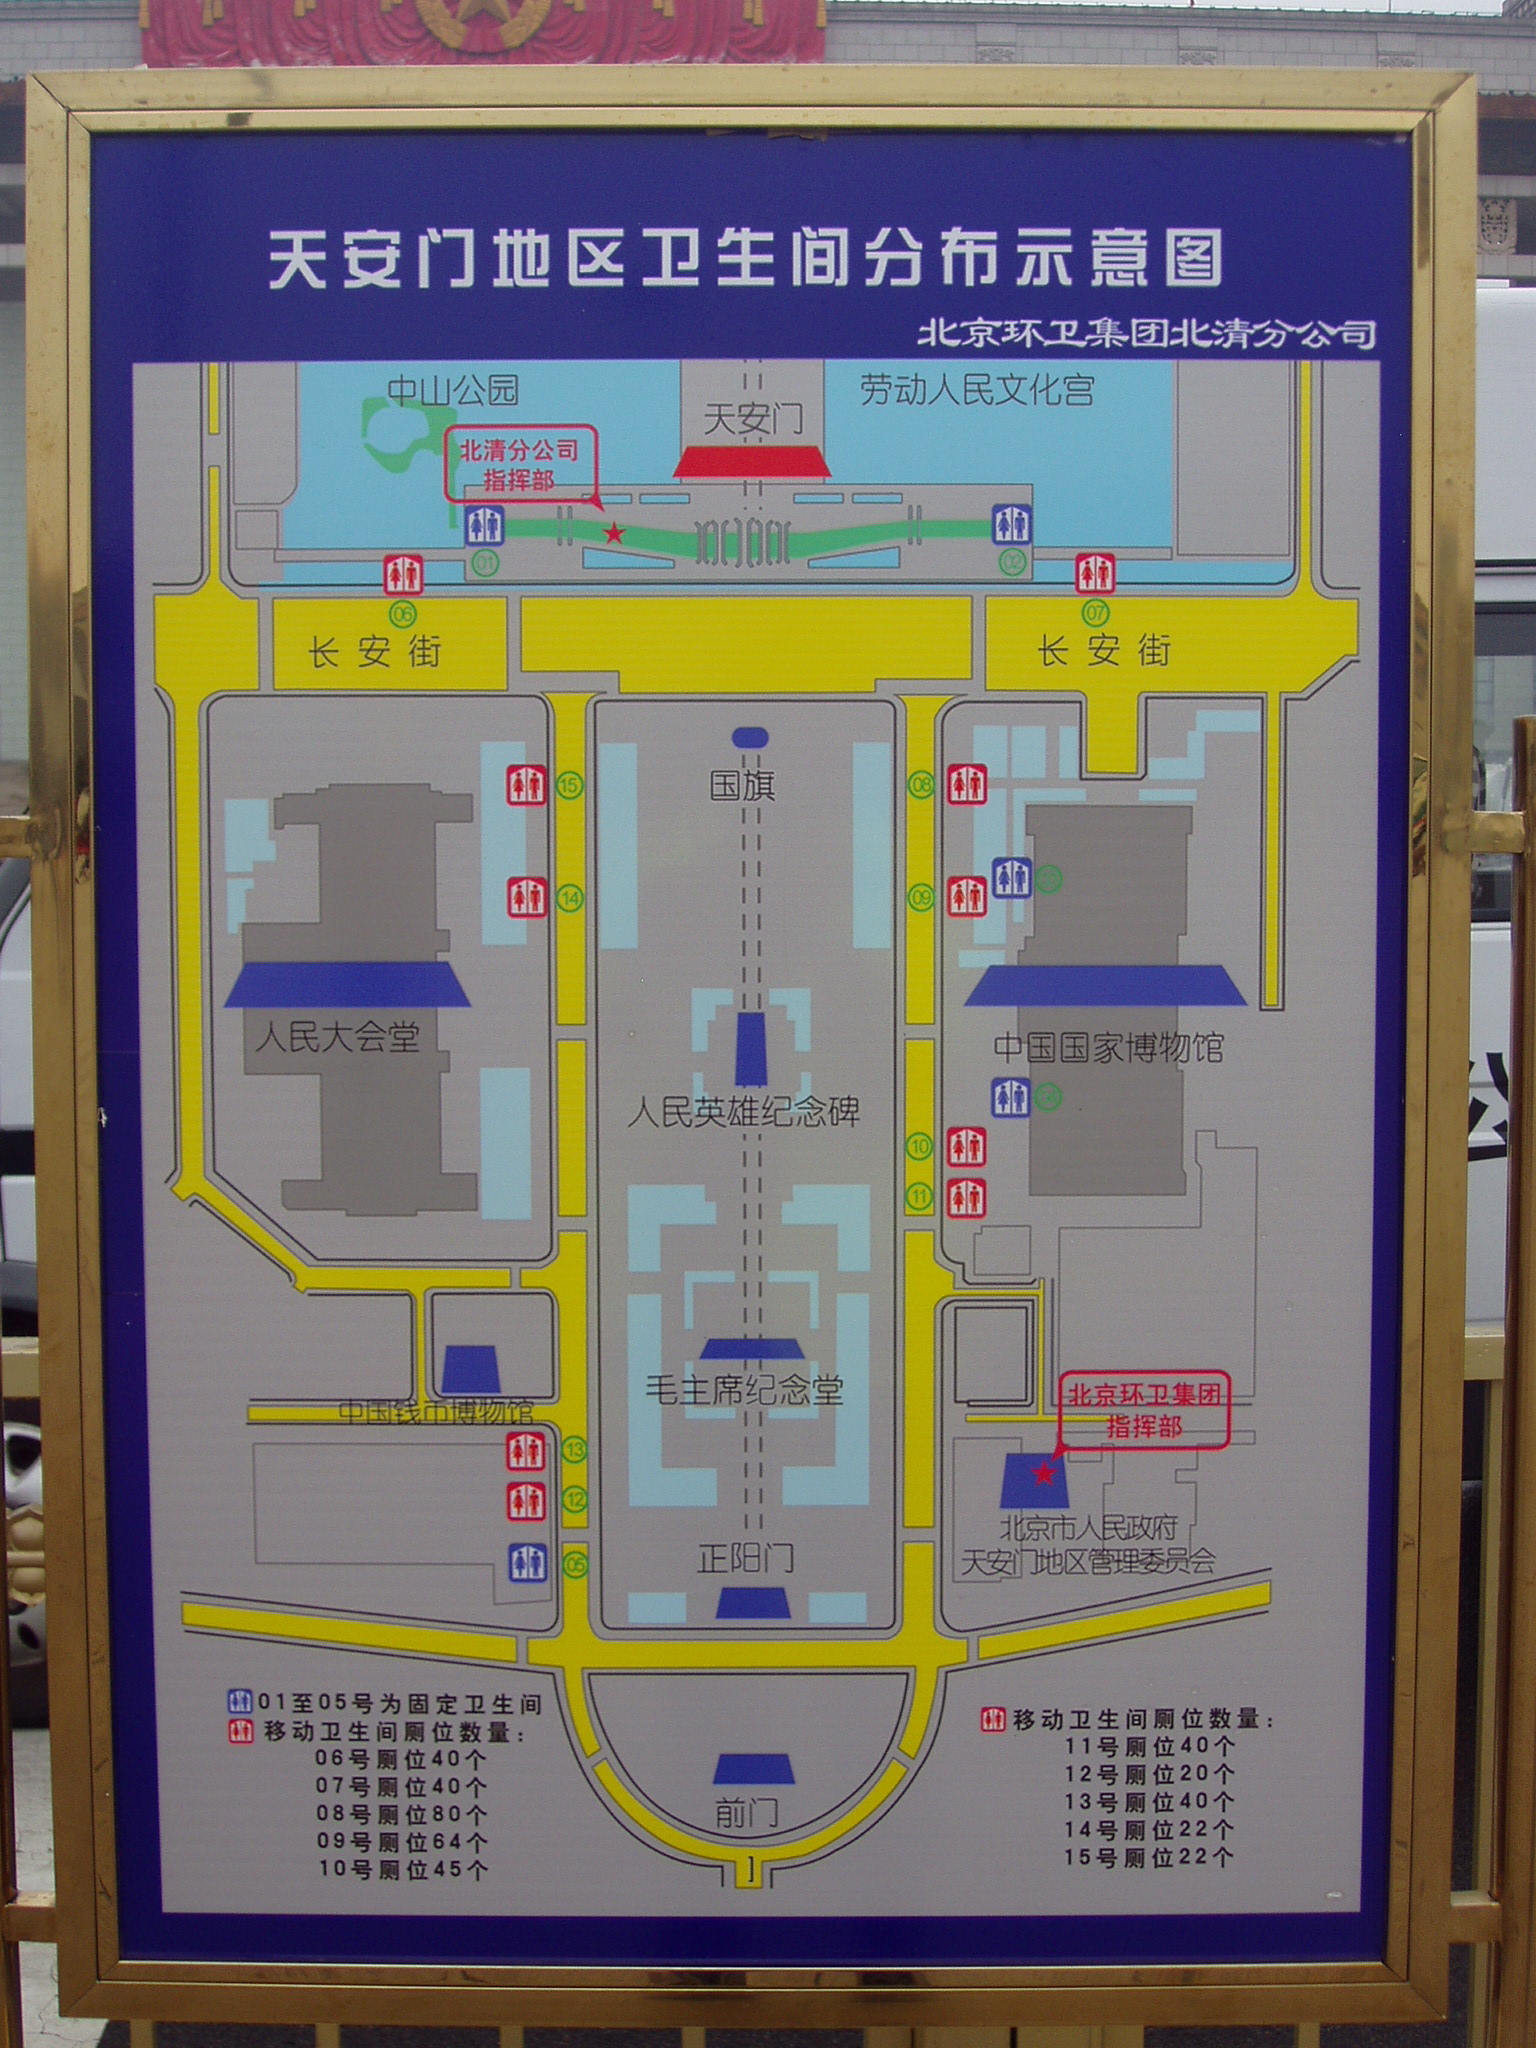 天安门地区卫生间分布示意图
北京环卫集团北清分公司
中山公园
劳动人民文化宫
天安门
北清分公司
指挥部
01
02
06
07
长安街
长安街
国旗
15
08
14
09
人民大会堂
中国国家博物馆
人民英雄纪念碑
10
11
毛主席纪念堂
中国钱币博物馆
北京环卫集团
指挥部
13
12
05
北京市人民政府
天安门地区管理委员会
正阳门
前门
01至05号为固定卫生间
移动卫生间厕位数量：
06号厕位40个
07号厕位40个
08号厕位80个
09号厕位64个
10号厕位45个
移动卫生间厕位数量：
11号厕位40个
12号厕位20个
13号厕位40个
14号厕位22个
15号厕位22个